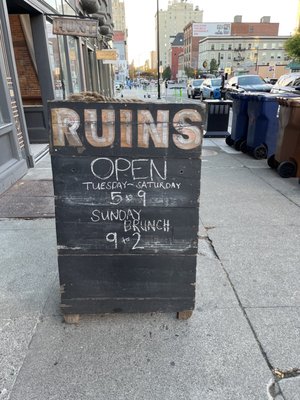 RUINS
OPEN
TUESDAY-SATURDAY
5 9
SUNDAY
BRUNCH
9 2